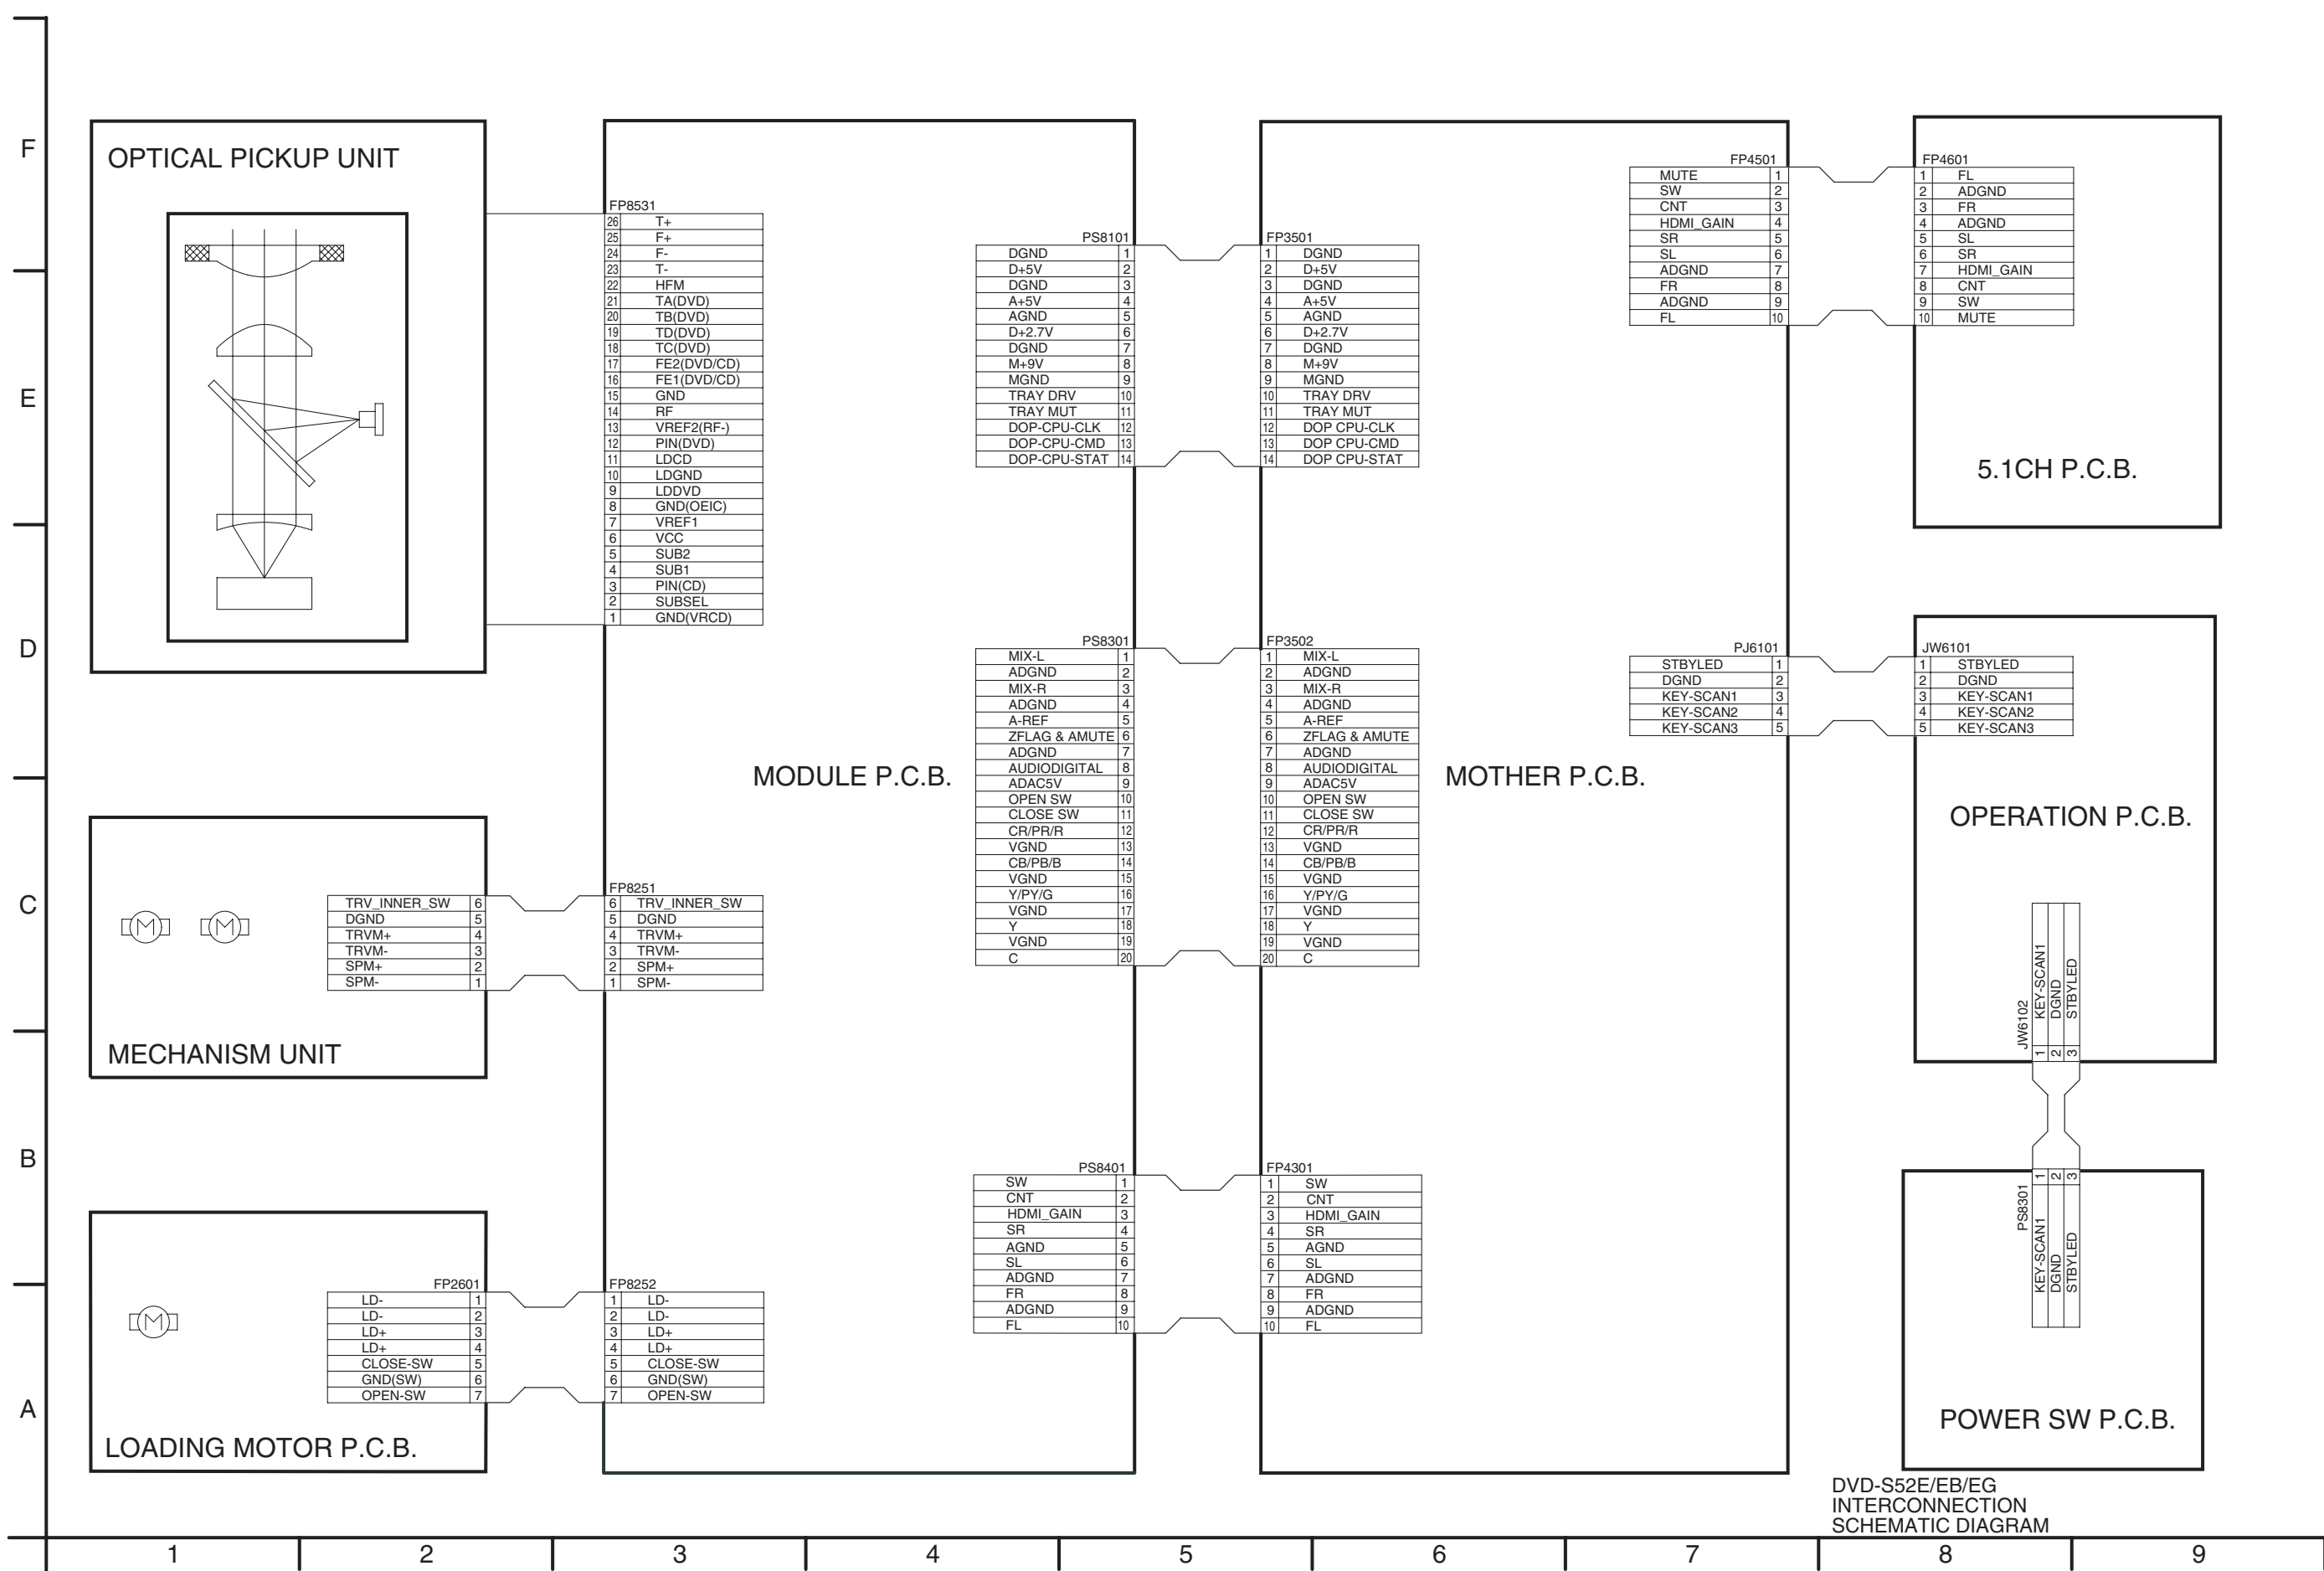 F
E
D
C
B
A
OPTICAL PICKUP UNIT
FP8531
26 T+
25 F+
24 F-
23 T-
22 HFM
21 TA(DVD)
20 TB(DVD)
19 TD(DVD)
18 TC(DVD)
17 FE2(DVD/CD)
16 FE1(DVD/CD)
15 GND
14 RF
13 VREF2(RF-)
12 PIN(DVD)
11 LDCD
10 LDGND
9 LDDVD
8 GND(OEIC)
7 VREF1
6 VCC
5 SUB2
4 SUB1
3 PIN(CD)
2 SUBSEL
1 GND(VRCD)
MECHANISM UNIT
M M
TRV_INNER_SW 6
DGND 5
TRVM+ 4
TRVM- 3
SPM+ 2
SPM- 1
FP8251
6 TRV_INNER_SW
5 DGND
4 TRVM+
3 TRVM-
2 SPM+
1 SPM-
LOADING MOTOR P.C.B.
M
FP2601
LD- 1
LD- 2
LD+ 3
LD+ 4
CLOSE-SW 5
GND(SW) 6
OPEN-SW 7
FP8252
1 LD-
2 LD-
3 LD+
4 LD+
5 CLOSE-SW
6 GND(SW)
7 OPEN-SW
MODULE P.C.B.
PS8101
DGND 1
D+5V 2
DGND 3
A+5V 4
AGND 5
D+2.7V 6
DGND 7
M+9V 8
MGND 9
TRAY DRV 10
TRAY MUT 11
DOP-CPU-CLK 12
DOP-CPU-CMD 13
DOP-CPU-STAT 14
FP3501
1 DGND
2 D+5V
3 DGND
4 A+5V
5 AGND
6 D+2.7V
7 DGND
8 M+9V
9 MGND
10 TRAY DRV
11 TRAY MUT
12 DOP CPU-CLK
13 DOP CPU-CMD
14 DOP CPU-STAT
PS8301
MIX-L 1
ADGND 2
MIX-R 3
ADGND 4
A-REF 5
ZFLAG & AMUTE 6
ADGND 7
AUDIODIGITAL 8
ADAC5V 9
OPEN SW 10
CLOSE SW 11
CR/PR/R 12
VGND 13
CB/PB/B 14
VGND 15
Y/PY/G 16
VGND 17
Y 18
VGND 19
C 20
FP3502
1 MIX-L
2 ADGND
3 MIX-R
4 ADGND
5 A-REF
6 ZFLAG & AMUTE
7 ADGND
8 AUDIODIGITAL
9 ADAC5V
10 OPEN SW
11 CLOSE SW
12 CR/PR/R
13 VGND
14 CB/PB/B
15 VGND
16 Y/PY/G
17 VGND
18 Y
19 VGND
20 C
PS8401
SW 1
CNT 2
HDMI_GAIN 3
SR 4
AGND 5
SL 6
ADGND 7
FR 8
ADGND 9
FL 10
FP4301
1 SW
2 CNT
3 HDMI_GAIN
4 SR
5 AGND
6 SL
7 ADGND
8 FR
9 ADGND
10 FL
MOTHER P.C.B.
FP4501
MUTE 1
SW 2
CNT 3
HDMI_GAIN 4
SR 5
SL 6
ADGND 7
FR 8
ADGND 9
FL 10
FP4601
1 FL
2 ADGND
3 FR
4 ADGND
5 SL
6 SR
7 HDMI_GAIN
8 CNT
9 SW
10 MUTE
5.1CH P.C.B.
PJ6101
STBYLED 1
DGND 2
KEY-SCAN1 3
KEY-SCAN2 4
KEY-SCAN3 5
JW6101
1 STBYLED
2 DGND
3 KEY-SCAN1
4 KEY-SCAN2
5 KEY-SCAN3
OPERATION P.C.B.
JW6102
1 KEY-SCAN1
2 DGND
3 STBYLED
PS8301
KEY-SCAN1 1
DGND 2
STBYLED 3
POWER SW P.C.B.
DVD-S52E/EB/EG
INTERCONNECTION
SCHEMATIC DIAGRAM
1 2 3 4 5 6 7 8 9